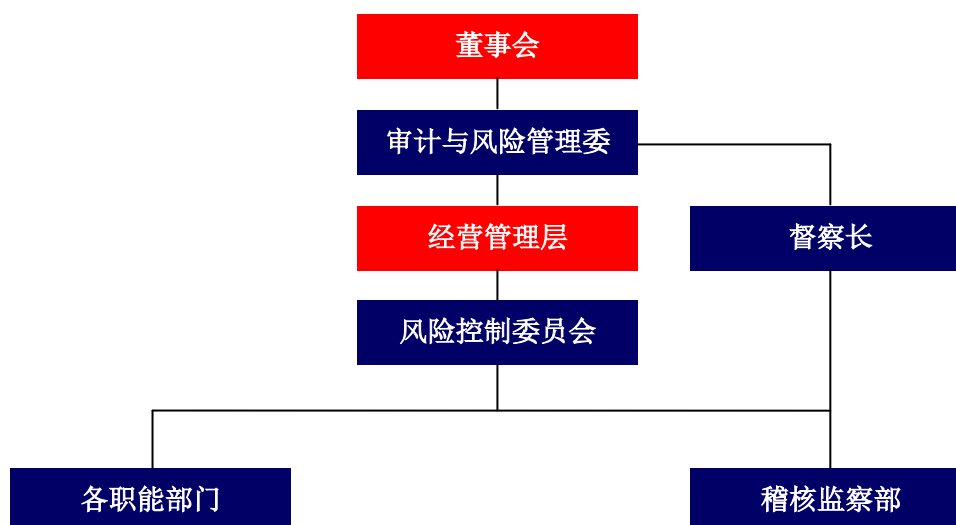 董事会
审计与风险管理委
经营管理层
督察长
风险控制委员会
各职能部门
稽核监察部